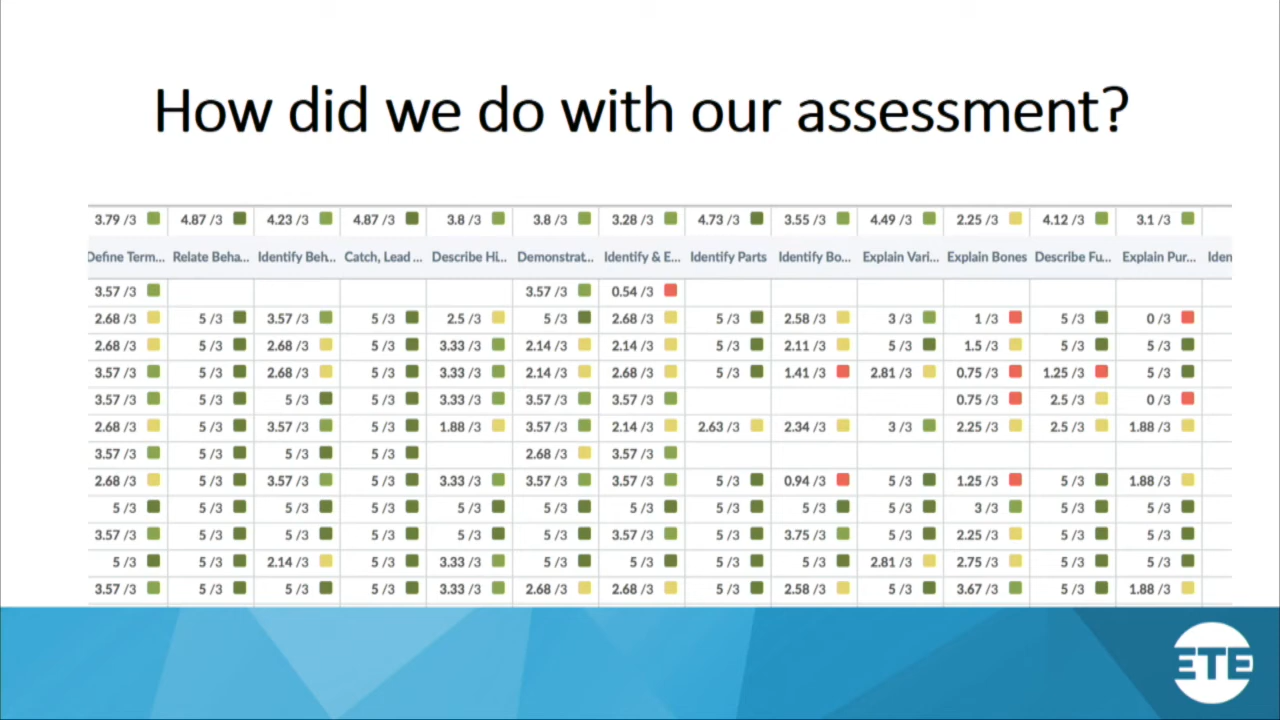 How did we do with our assessment?
3.79 /3 4.87 /3 4.23 /3 4.87 /3 3.8 /3 3.8 /3 3.28 /3 4.73 /3 3.55 /3 4.49 /3 2.25 /3 4.12 /3 3.1 /3
Define Term... Relate Beha... Identify Beh... Catch, Lead ... Describe Hi... Demonstrat... Identify & E... Identify Parts Identify Bo... Explain Vari... Explain Bones Describe Fu... Explain Pur... Iden
3.57 /3 3.57 /3 0.54 /3
2.68 /3 5 /3 3.57 /3 5 /3 2.5 /3 5 /3 2.68 /3 5 /3 2.58 /3 3 /3 1 /3 5 /3 0 /3
2.68 /3 5 /3 2.68 /3 5 /3 3.33 /3 2.14 /3 2.14 /3 5 /3 2.11 /3 5 /3 1.5 /3 5 /3 5 /3
3.57 /3 5 /3 2.68 /3 5 /3 3.33 /3 2.14 /3 2.68 /3 5 /3 1.41 /3 2.81 /3 0.75 /3 1.25 /3 5 /3
3.57 /3 5 /3 5 /3 5 /3 3.33 /3 3.57 /3 3.57 /3 0.75 /3 2.5 /3 0 /3
2.68 /3 5 /3 3.57 /3 5 /3 1.88 /3 3.57 /3 2.14 /3 2.63 /3 2.34 /3 3 /3 2.25 /3 2.5 /3 1.88 /3
3.57 /3 5 /3 5 /3 5 /3 2.68 /3 3.57 /3
2.68 /3 5 /3 3.57 /3 5 /3 3.33 /3 3.57 /3 3.57 /3 5 /3 0.94 /3 5 /3 1.25 /3 5 /3 1.88 /3
5 /3 5 /3 5 /3 5 /3 5 /3 5 /3 5 /3 5 /3 5 /3 5 /3 3 /3 5 /3 5 /3
3.57 /3 5 /3 5 /3 5 /3 5 /3 5 /3 3.57 /3 5 /3 3.75 /3 5 /3 2.25 /3 5 /3 5 /3
5 /3 5 /3 2.14 /3 5 /3 3.33 /3 5 /3 5 /3 5 /3 5 /3 2.81 /3 2.75 /3 5 /3 5 /3
3.57 /3 5 /3 5 /3 5 /3 3.33 /3 2.68 /3 2.68 /3 5 /3 2.58 /3 5 /3 3.67 /3 5 /3 1.88 /3
ETE